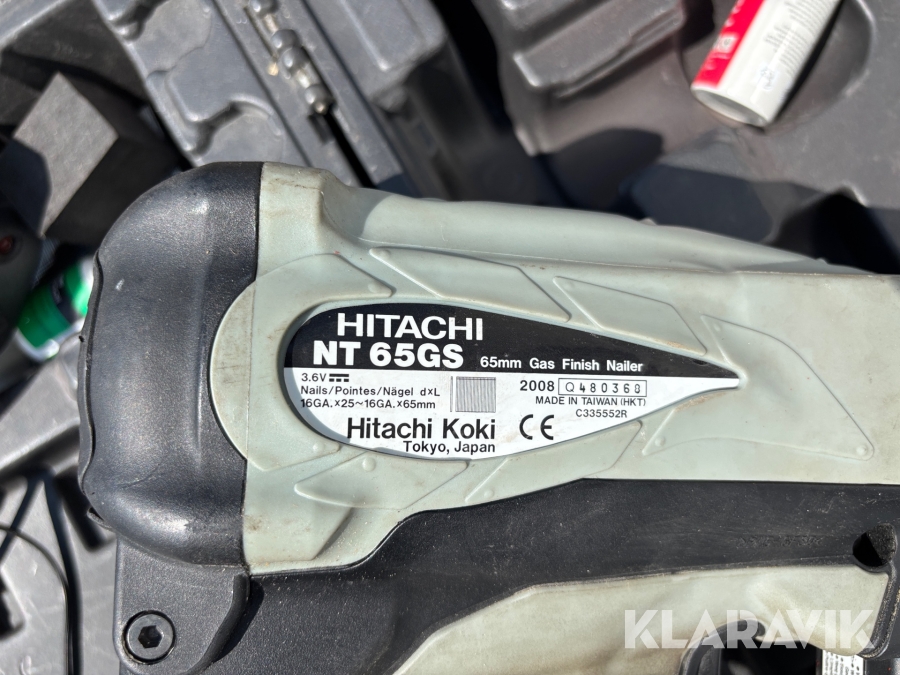 HITACHI
NT 65GS 65mm Gas Finish Nailer
3.6V
Nails/Pointes/Nägel d×L
16GA.×25~16GA.×65mm
2008 Q480360
MADE IN TAIWAN (HKT)
C335552R
Hitachi Koki CE
Tokyo, Japan
KLARAVIK